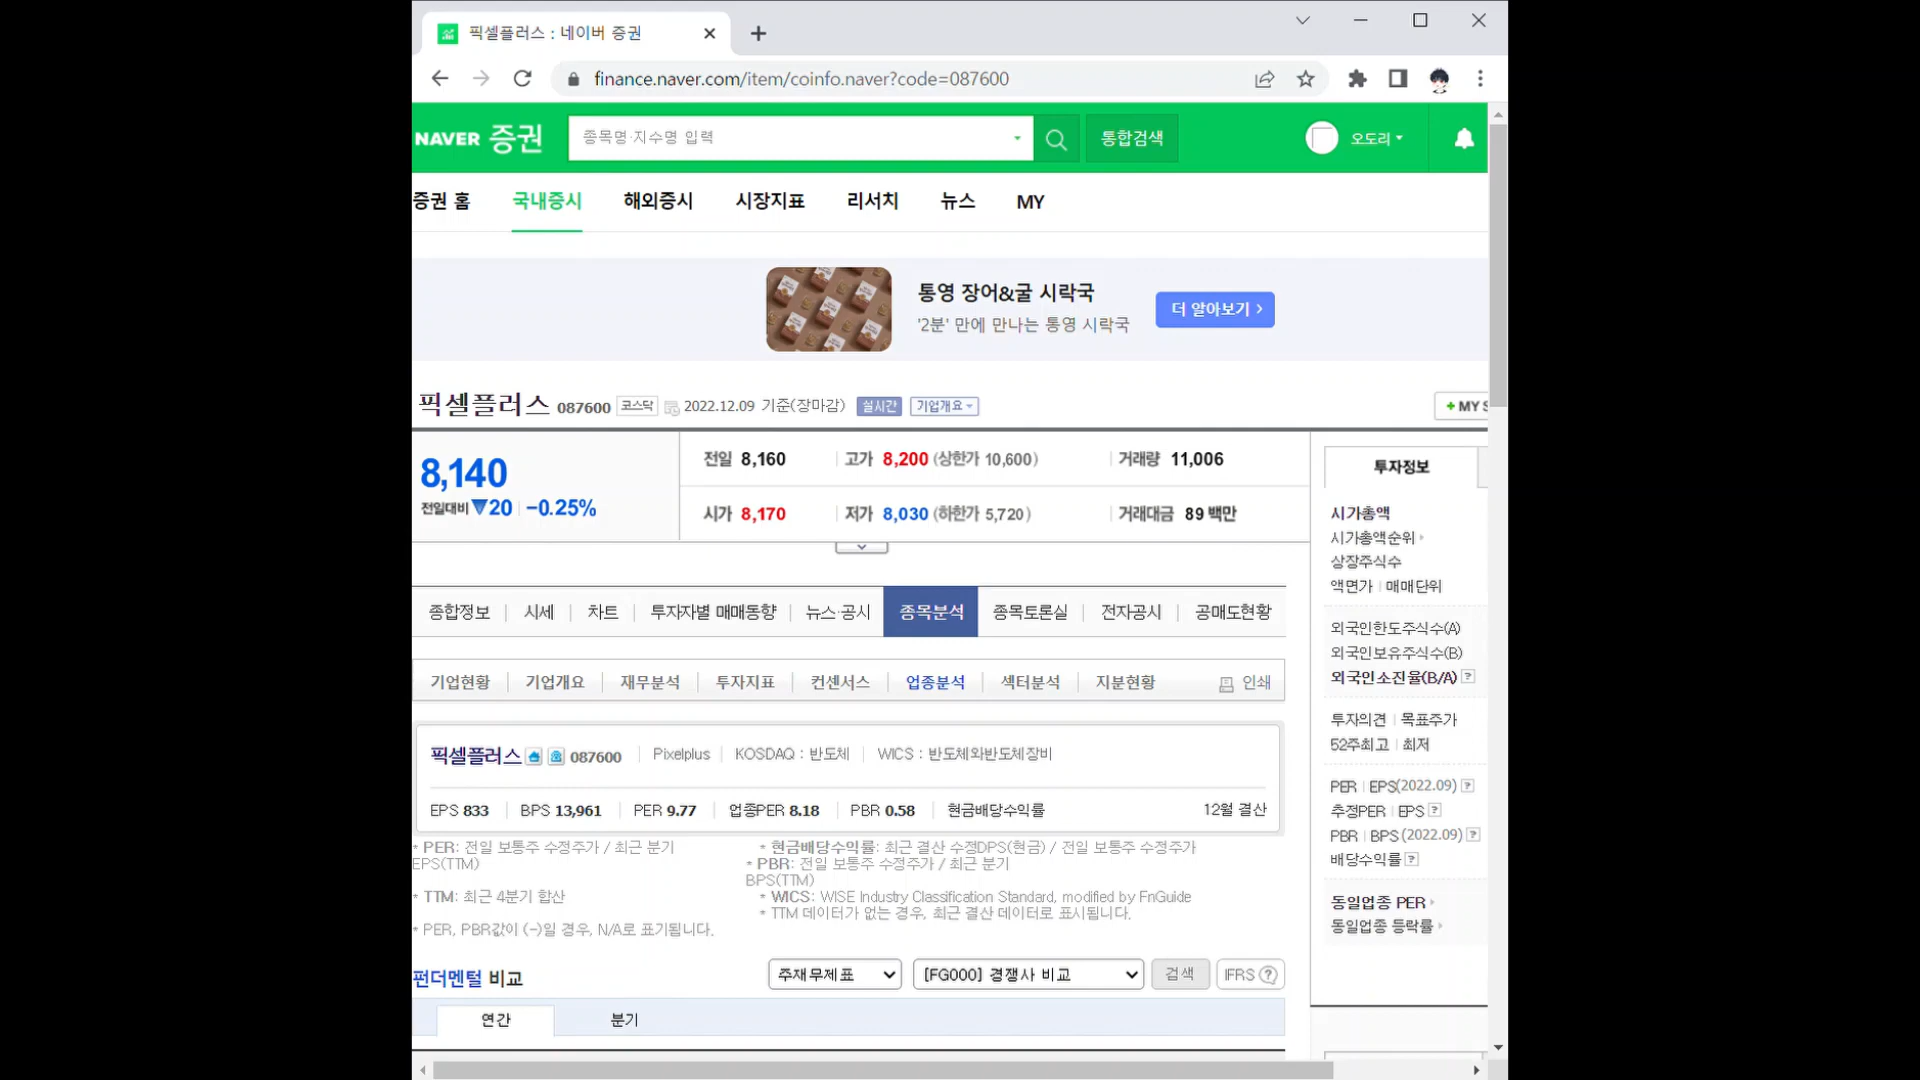 픽셀플러스 : 네이버 증권
finance.naver.com/item/coinfo.naver?code=087600
NAVER 증권 종목명·지수명 입력 통합검색 오도리
증권 홈 국내증시 해외증시 시장지표 리서치 뉴스 MY
통영 장어&굴 시락국
'2분' 만에 만나는 통영 시락국
더 알아보기 >
픽셀플러스 087600 코스닥 2022.12.09 기준(장마감) 실시간 기업개요 + MY S
8,140
전일대비 ▼20 -0.25%
전일 8,160 고가 8,200 (상한가 10,600) 거래량 11,006
시가 8,170 저가 8,030 (하한가 5,720) 거래대금 89 백만
종합정보 시세 차트 투자자별 매매동향 뉴스·공시 종목분석 종목토론실 전자공시 공매도현황
기업현황 기업개요 재무분석 투자지표 컨센서스 업종분석 섹터분석 지분현황 인쇄
픽셀플러스 087600 Pixelplus KOSDAQ : 반도체 WICS : 반도체와반도체장비
EPS 833 BPS 13,961 PER 9.77 업종PER 8.18 PBR 0.58 현금배당수익률 12월 결산
* PER: 전일 보통주 수정주가 / 최근 분기
EPS(TTM)
* TTM: 최근 4분기 합산
* PER, PBR값이 (-)일 경우, N/A로 표기됩니다.
* 현금배당수익률: 최근 결산 수정DPS(현금) / 전일 보통주 수정주가
* PBR: 전일 보통주 수정주가 / 최근 분기
BPS(TTM)
* WICS: WISE Industry Classification Standard, modified by FnGuide
* TTM 데이터가 없는 경우, 최근 결산 데이터로 표시됩니다.
펀더멘털 비교 주재무제표 [FG000] 경쟁사 비교 검색 IFRS ?
연간 분기
투자정보
시가총액
시가총액순위
상장주식수
액면가 매매단위
외국인한도주식수(A)
외국인보유주식수(B)
외국인소진율(B/A) ?
투자의견 목표주가
52주최고 최저
PER EPS(2022.09) ?
추정PER EPS ?
PBR BPS (2022.09) ?
배당수익률 ?
동일업종 PER
동일업종 등락률